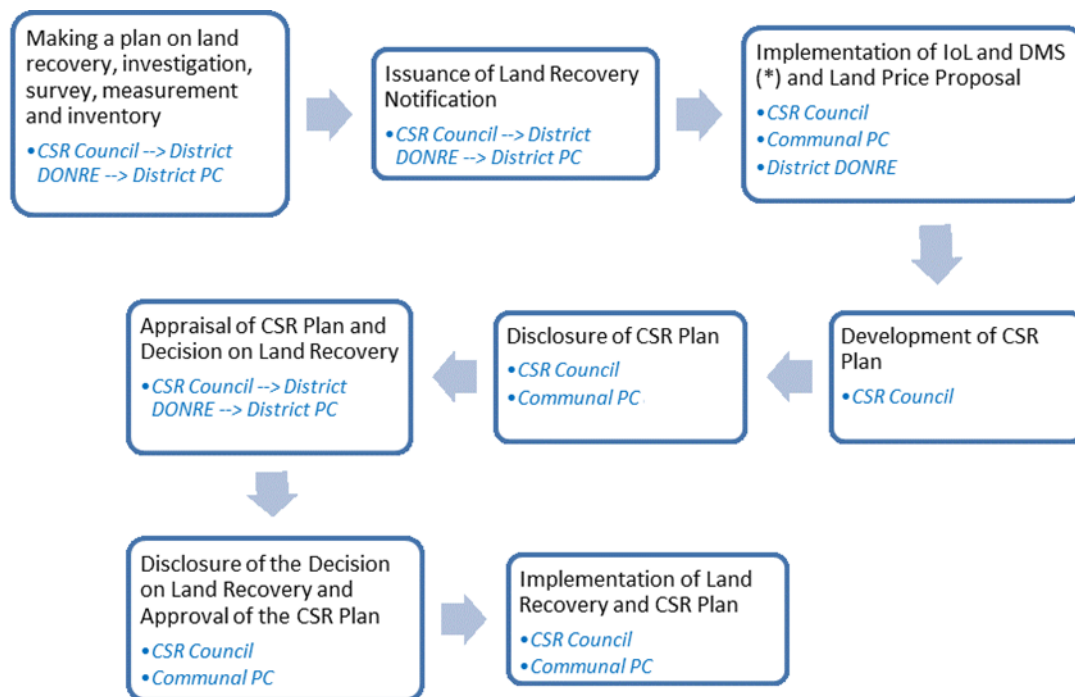 Making a plan on land
recovery, investigation,
survey, measurement
and inventory
•CSR Council --> District
DONRE --> District PC
Issuance of Land Recovery
Notification
•CSR Council --> District
DONRE --> District PC
Implementation of IoL and DMS
(*) and Land Price Proposal
•CSR Council
•Communal PC
•District DONRE
Development of CSR
Plan
•CSR Council
Disclosure of CSR Plan
•CSR Council
•Communal PC
Appraisal of CSR Plan and
Decision on Land Recovery
•CSR Council --> District
DONRE --> District PC
Disclosure of the Decision
on Land Recovery and
Approval of the CSR Plan
•CSR Council
•Communal PC
Implementation of Land
Recovery and CSR Plan
•CSR Council
•Communal PC